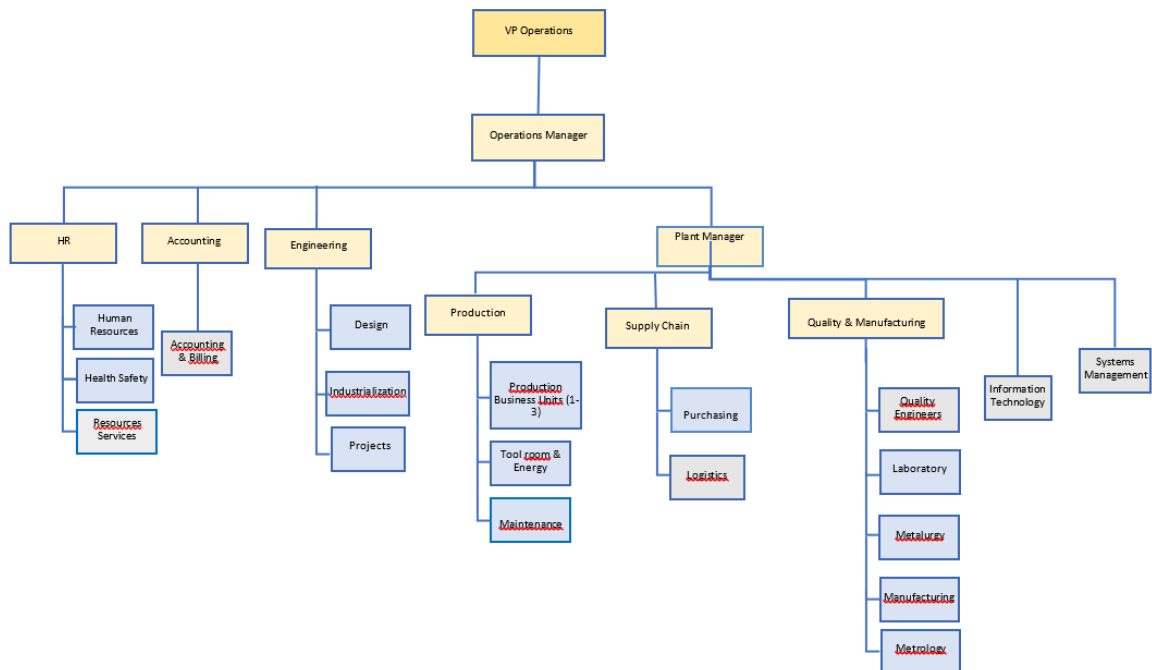 VP Operations
Operations Manager
HR
Accounting
Engineering
Plant Manager
Human
Resources
Health Safety
Resources
Services
Accounting
& Billing
Design
Industrialization
Projects
Production
Supply Chain
Quality & Manufacturing
Information
Technology
Systems
Management
Production
Business
Units (1-
3)
Tool room &
Energy
Maintenance
Purchasing
Logistics
Quality
Engineers
Laboratory
Metalurgy
Manufacturing
Metrology